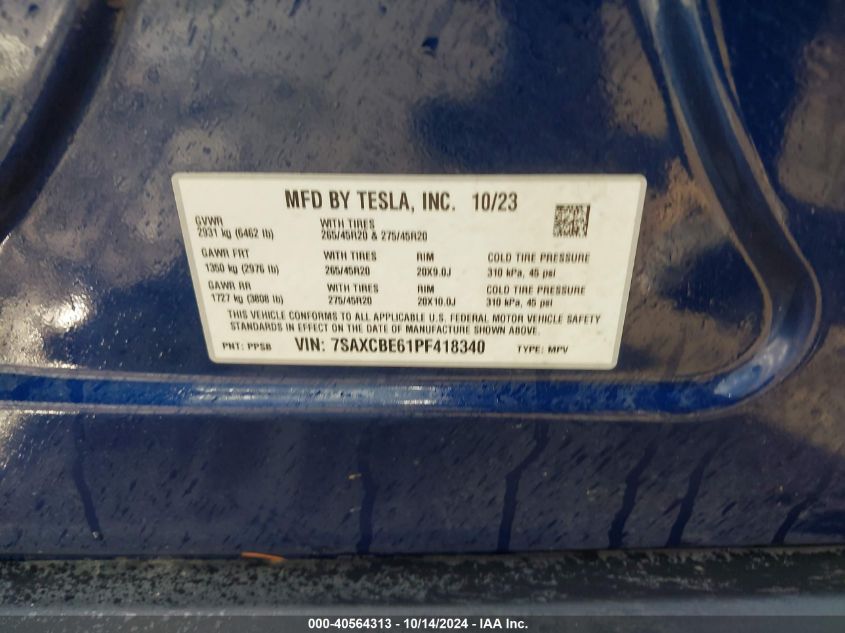 MFD BY TESLA, INC. 10/23
GVWR WITH TIRES
2931 kg (6462 lb) 265/45R20 & 275/45R20
GAWR FRT WITH TIRES RIM COLD TIRE PRESSURE
1350 kg (2976 lb) 265/45R20 20X9.0J 310 kPa, 45 psi
GAWR RR WITH TIRES RIM COLD TIRE PRESSURE
1727 kg (3808 lb) 275/45R20 20X10.0J 310 kPa, 45 psi
THIS VEHICLE CONFORMS TO ALL APPLICABLE U.S. FEDERAL MOTOR VEHICLE SAFETY
STANDARDS IN EFFECT ON THE DATE OF MANUFACTURE SHOWN ABOVE.
PNT: PPSB VIN: 7SAXCBE61PF418340 TYPE: MPV
000-40564313 - 10/14/2024 - IAA Inc.